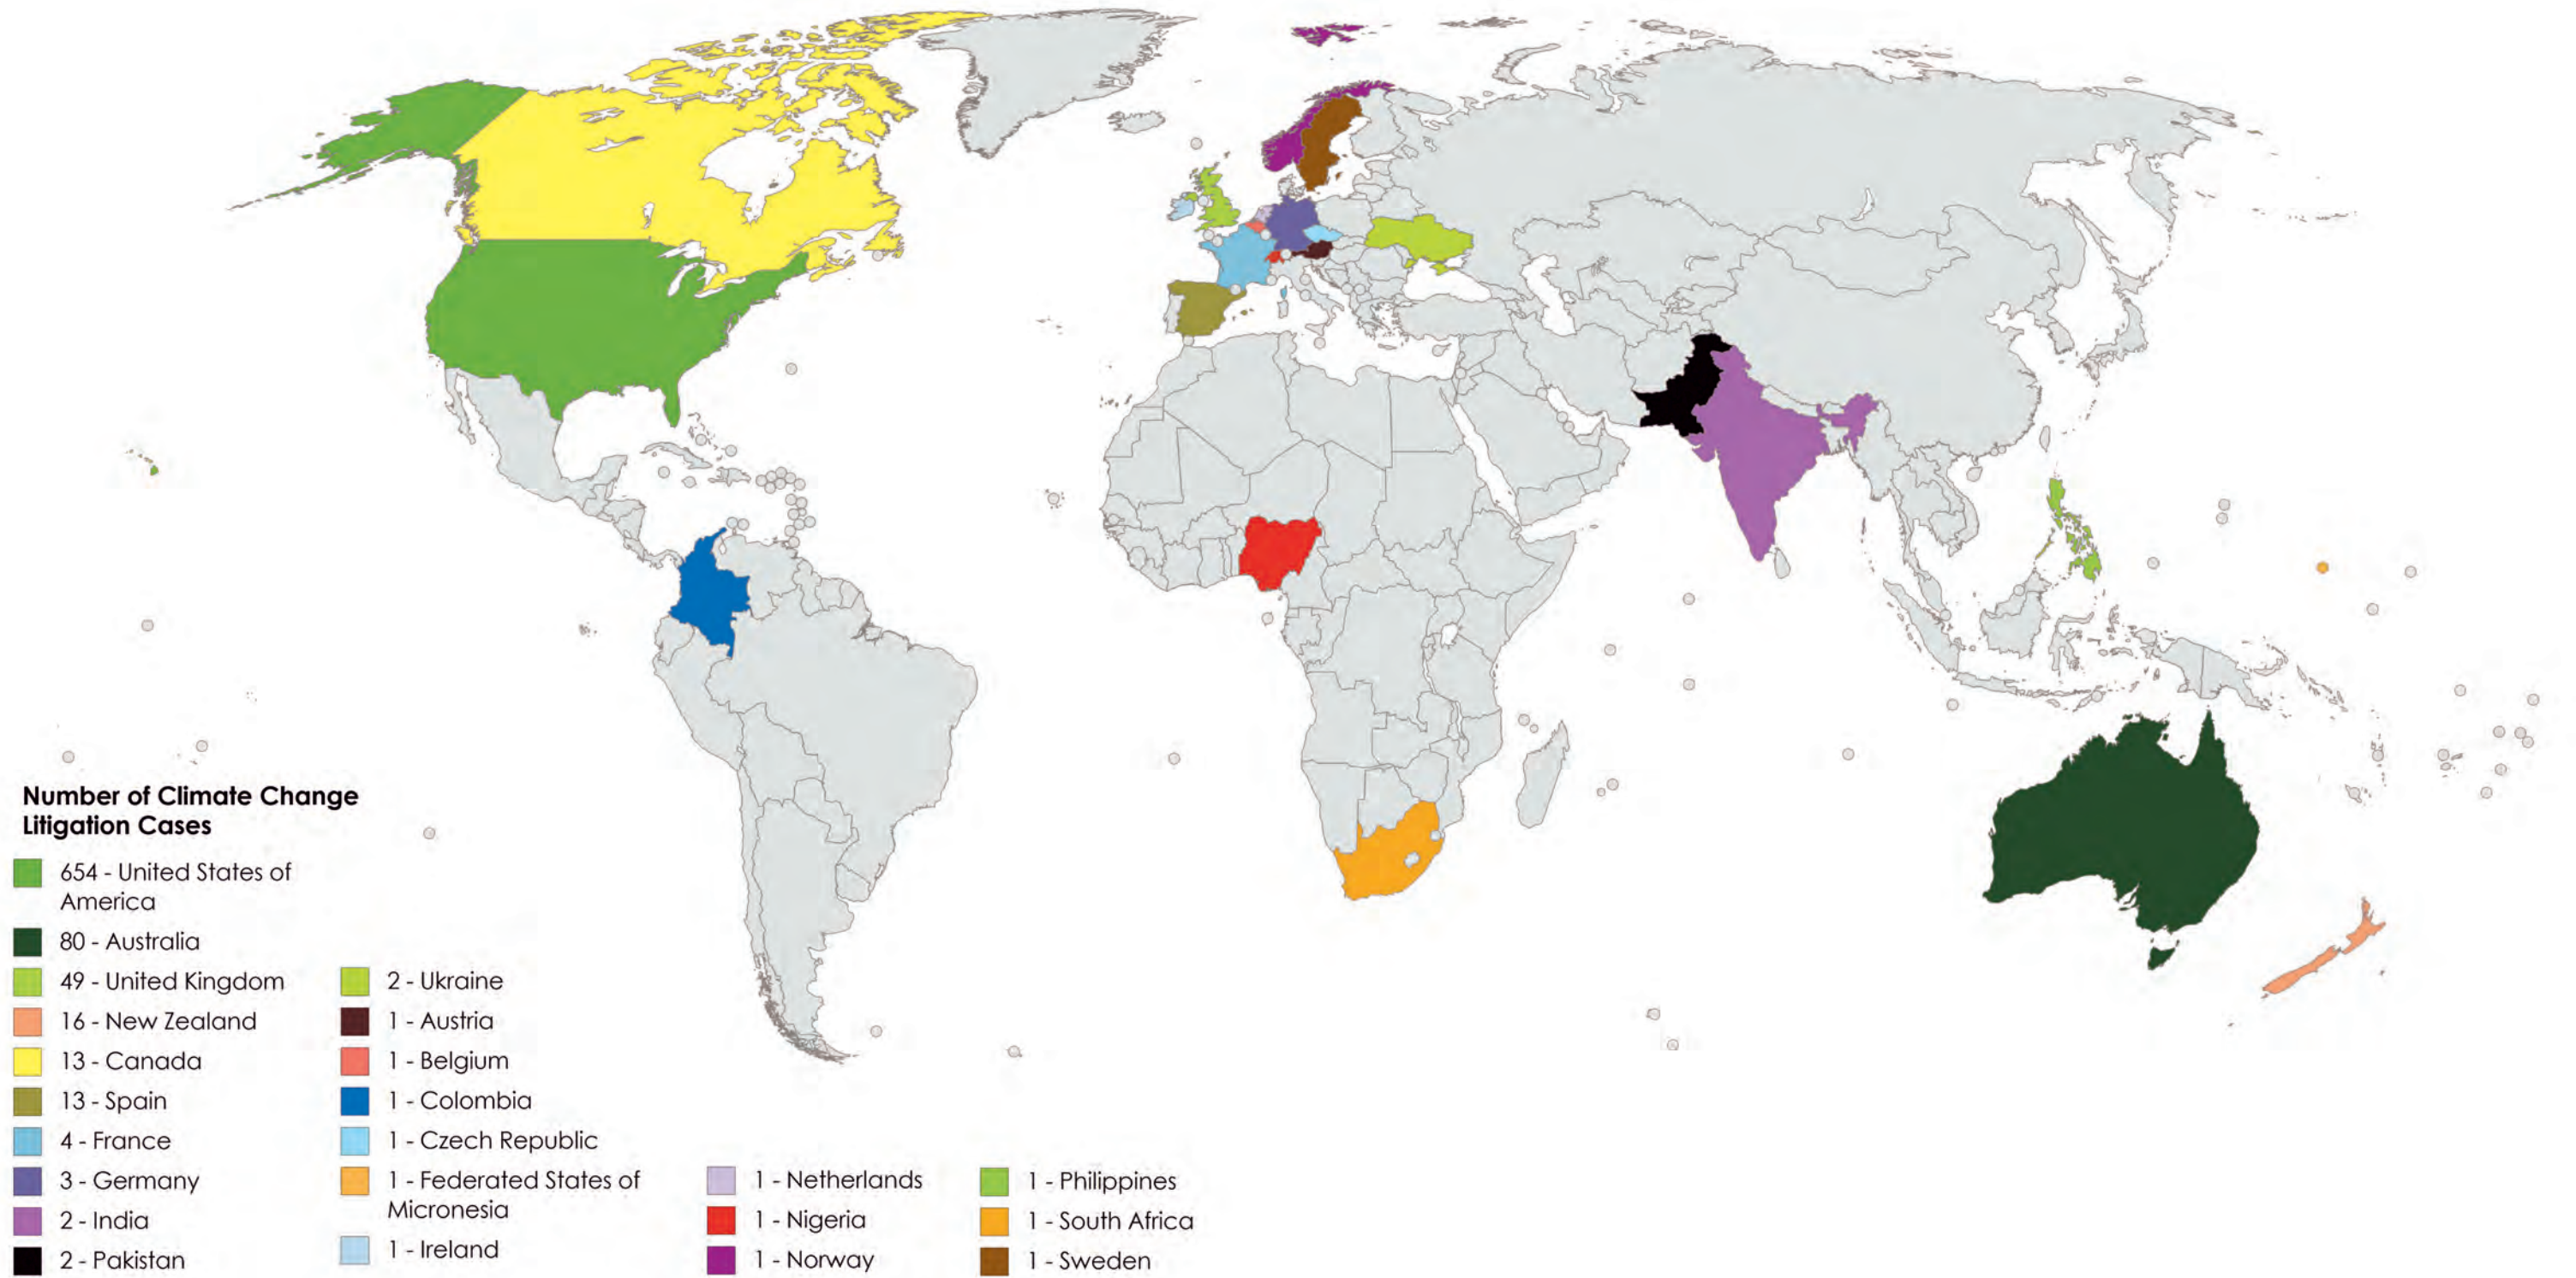 Number of Climate Change
Litigation Cases
654 - United States of
America
80 - Australia
49 - United Kingdom
16 - New Zealand
13 - Canada
13 - Spain
4 - France
3 - Germany
2 - India
2 - Pakistan
2 - Ukraine
1 - Austria
1 - Belgium
1 - Colombia
1 - Czech Republic
1 - Federated States of
Micronesia
1 - Ireland
1 - Netherlands
1 - Nigeria
1 - Norway
1 - Philippines
1 - South Africa
1 - Sweden